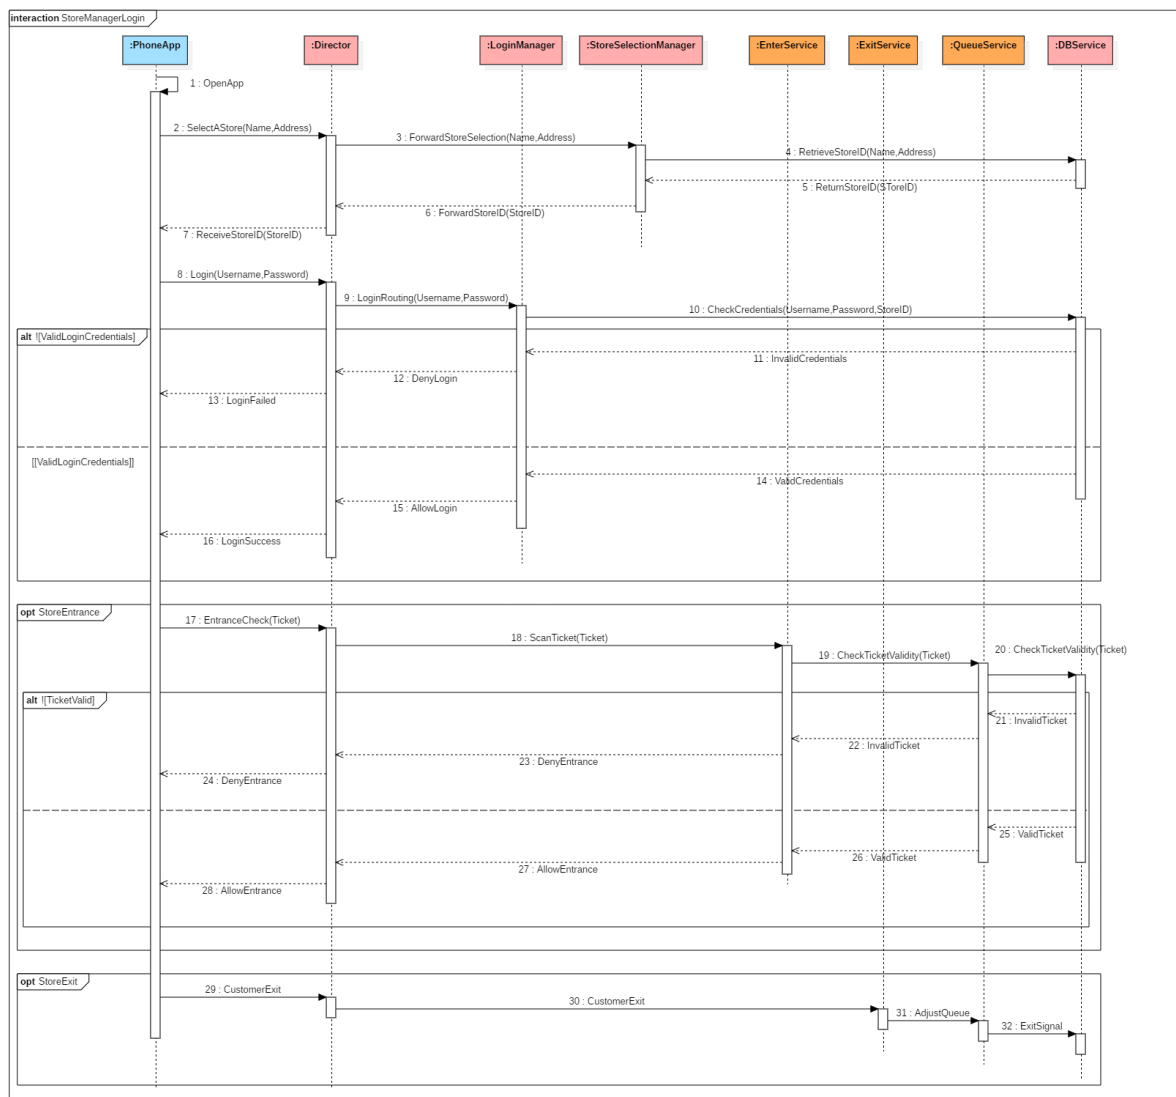 interaction StoreManagerLogin
:PhoneApp
:Director
:LoginManager
:StoreSelectionManager
:EnterService
:ExitService
:QueueService
:DBService
1 : OpenApp
2 : SelectAStore(Name,Address)
3 : ForwardStoreSelection(Name,Address)
4 : RetrieveStoreID(Name,Address)
5 : ReturnStoreID(SToreID)
6 : ForwardStoreID(StoreID)
7 : ReceiveStoreID(StoreID)
8 : Login(Username,Password)
9 : LoginRouting(Username,Password)
10 : CheckCredentials(Username,Password,StoreID)
alt ![ValidLoginCredentials]
11 : InvalidCredentials
12 : DenyLogin
13 : LoginFailed
[[ValidLoginCredentials]]
14 : ValidCredentials
15 : AllowLogin
16 : LoginSuccess
opt StoreEntrance
17 : EntranceCheck(Ticket)
18 : ScanTicket(Ticket)
19 : CheckTicketValidity(Ticket)
20 : CheckTicketValidity(Ticket)
alt ![TicketValid]
21 : InvalidTicket
22 : InvalidTicket
23 : DenyEntrance
24 : DenyEntrance
25 : ValidTicket
26 : ValidTicket
27 : AllowEntrance
28 : AllowEntrance
opt StoreExit
29 : CustomerExit
30 : CustomerExit
31 : AdjustQueue
32 : ExitSignal